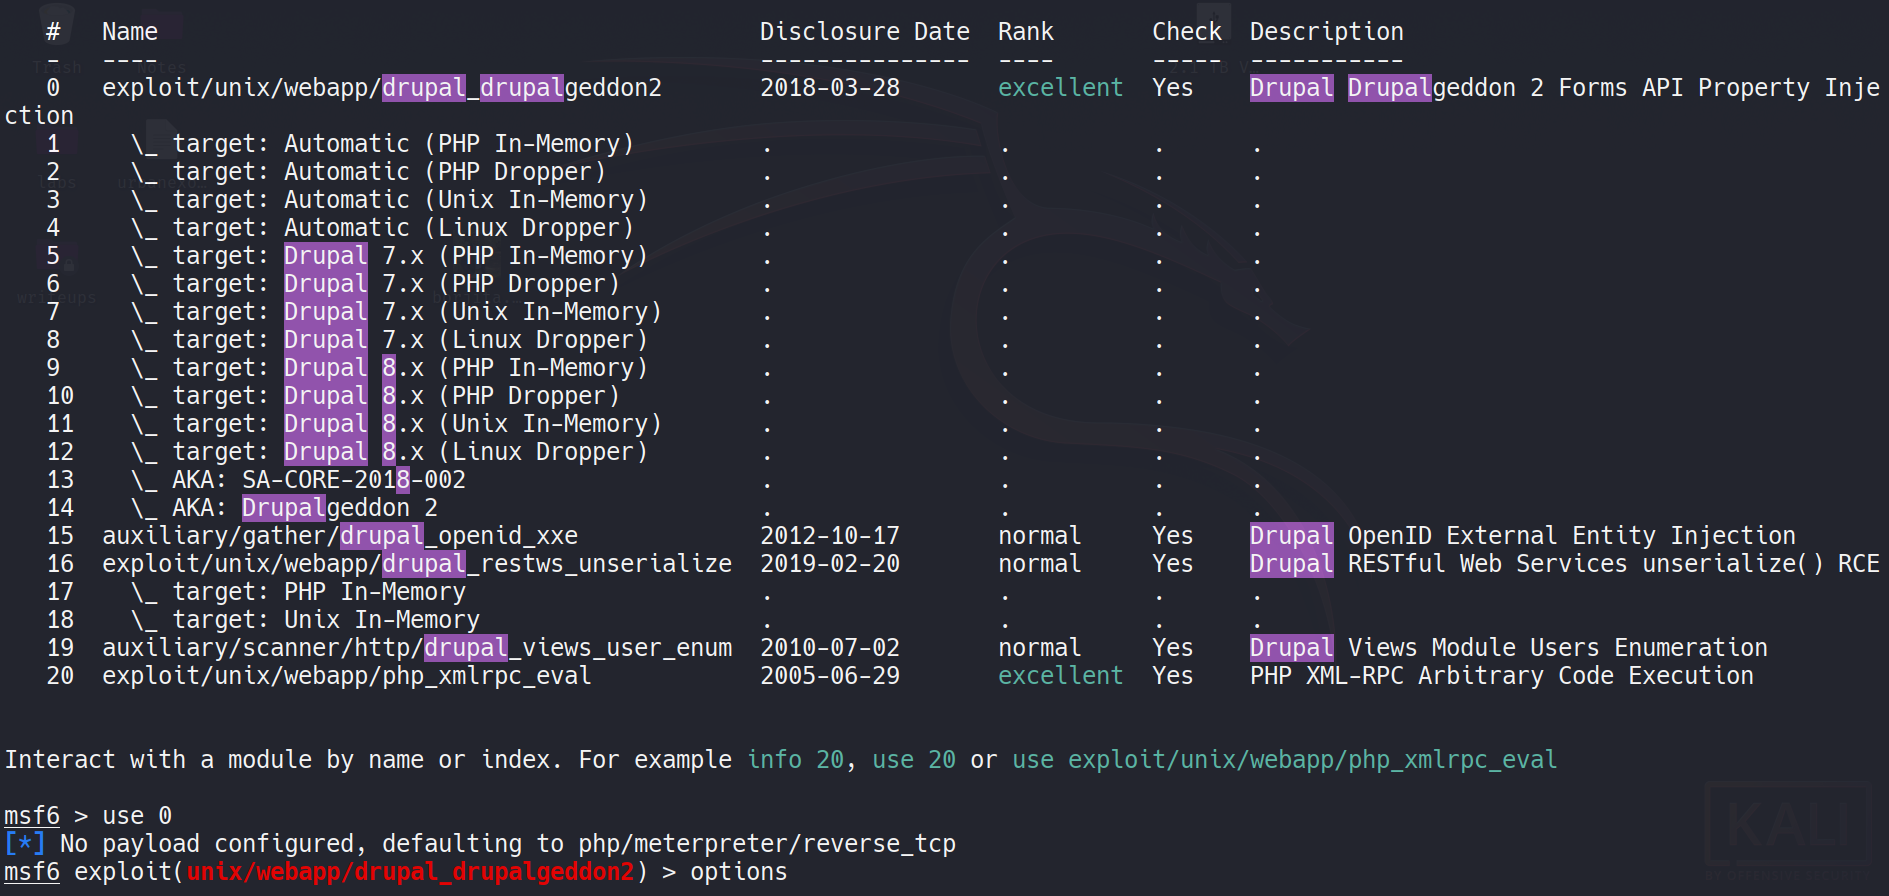 #   Name   Disclosure Date  Rank   Check  Description
-   ----   ---------------  ----   -----  -----------
0   exploit/unix/webapp/drupal_drupalgeddon2   2018-03-28   excellent  Yes   Drupal Drupalgeddon 2 Forms API Property Inje
ction
1     \_ target: Automatic (PHP In-Memory)   .   .   .   .
2     \_ target: Automatic (PHP Dropper)   .   .   .   .
3     \_ target: Automatic (Unix In-Memory)   .   .   .   .
4     \_ target: Automatic (Linux Dropper)   .   .   .   .
5     \_ target: Drupal 7.x (PHP In-Memory)   .   .   .   .
6     \_ target: Drupal 7.x (PHP Dropper)   .   .   .   .
7     \_ target: Drupal 7.x (Unix In-Memory)   .   .   .   .
8     \_ target: Drupal 7.x (Linux Dropper)   .   .   .   .
9     \_ target: Drupal 8.x (PHP In-Memory)   .   .   .   .
10    \_ target: Drupal 8.x (PHP Dropper)   .   .   .   .
11    \_ target: Drupal 8.x (Unix In-Memory)   .   .   .   .
12    \_ target: Drupal 8.x (Linux Dropper)   .   .   .   .
13    \_ AKA: SA-CORE-2018-002   .   .   .   .
14    \_ AKA: Drupalgeddon 2   .   .   .   .
15  auxiliary/gather/drupal_openid_xxe   2012-10-17   normal   Yes   Drupal OpenID External Entity Injection
16  exploit/unix/webapp/drupal_restws_unserialize   2019-02-20   normal   Yes   Drupal RESTful Web Services unserialize() RCE
17    \_ target: PHP In-Memory   .   .   .   .
18    \_ target: Unix In-Memory   .   .   .   .
19  auxiliary/scanner/http/drupal_views_user_enum   2010-07-02   normal   Yes   Drupal Views Module Users Enumeration
20  exploit/unix/webapp/php_xmlrpc_eval   2005-06-29   excellent  Yes   PHP XML-RPC Arbitrary Code Execution
Interact with a module by name or index. For example info 20, use 20 or use exploit/unix/webapp/php_xmlrpc_eval
msf6 > use 0
[*] No payload configured, defaulting to php/meterpreter/reverse_tcp
msf6 exploit(unix/webapp/drupal_drupalgeddon2) > options
Trash
Notes
labs
writeups
KALI
BY OFFENSIVE SECURITY